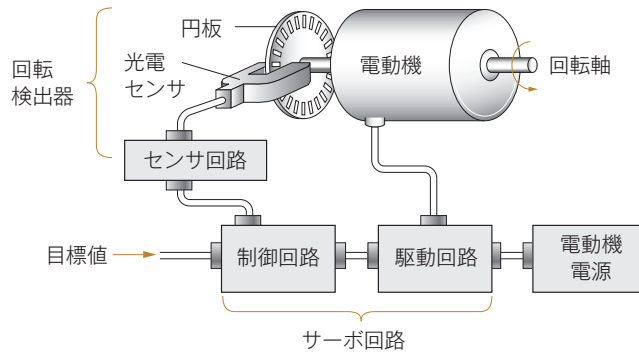 円板
光電
センサ
回転
検出器
電動機
回転軸
センサ回路
目標値
制御回路
駆動回路
電動機
電源
サーボ回路